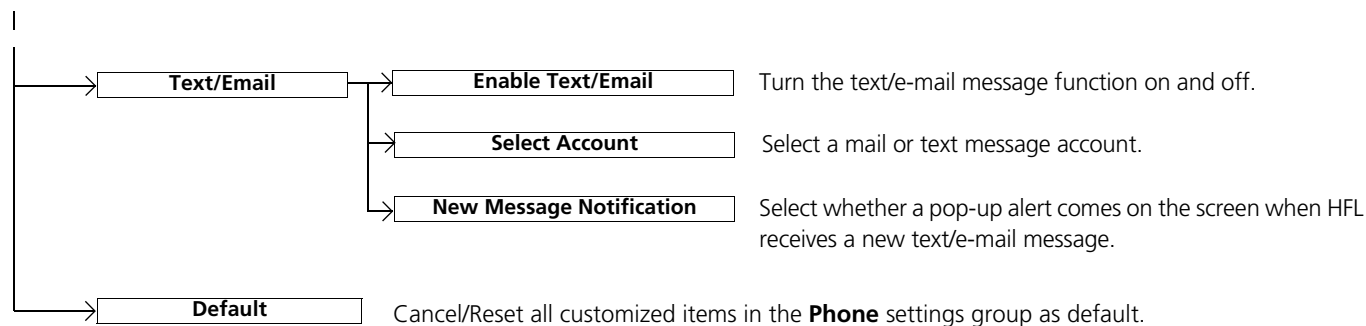 Text/Email
Enable Text/Email
Turn the text/e-mail message function on and off.
Select Account
Select a mail or text message account.
New Message Notification
Select whether a pop-up alert comes on the screen when HFL
receives a new text/e-mail message.
Default
Cancel/Reset all customized items in the Phone settings group as default.